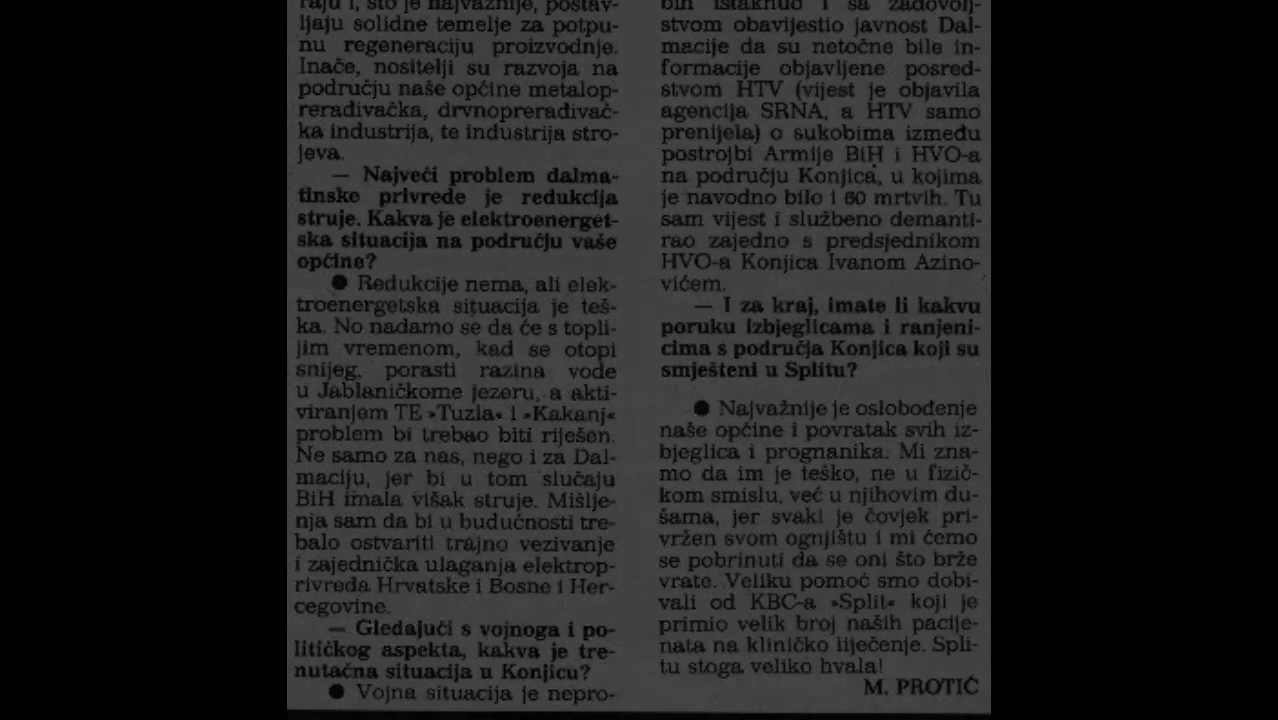 raju i, što je najvažnije, postav-
ljaju solidne temelje za potpu-
nu regeneraciju proizvodnje.
Inače, nositelji su razvoja na
području naše općine metalop-
rerađivačka, drvnoprerađivač-
ka industrija, te industrija stro-
jeva.
— Najveći problem dalma-
tinske privrede je redukcija
struje. Kakva je elektroenerget-
ska situacija na području vaše
općine?
● Redukcije nema, ali elek-
troenergetska situacija je teš-
ka. No nadamo se da će s topli-
jim vremenom, kad se otopi
snijeg, porasti razina vode
u Jablaničkome jezeru, a akti-
viranjem TE »Tuzla« i »Kakanj«
problem bi trebao biti riješen.
Ne samo za nas, nego i za Dal-
maciju, jer bi u tom slučaju
BiH imala višak struje. Mišlje-
nja sam da bi u budućnosti tre-
balo ostvariti trajno vezivanje
i zajednička ulaganja elektrop-
rivreda Hrvatske i Bosne i Her-
cegovine.
— Gledajući s vojnoga i po-
litičkog aspekta, kakva je tre-
nutačna situacija u Konjicu?
● Vojna situacija je nepro-
bih istaknuo i sa zadovolj-
stvom obavijestio javnost Dal-
macije da su netočne bile in-
formacije objavljene posred-
stvom HTV (vijest je objavila
agencija SRNA, a HTV samo
prenijela) o sukobima između
postrojbi Armije BiH i HVO-a
na području Konjica, u kojima
je navodno bilo i 60 mrtvih. Tu
sam vijest i službeno demanti-
rao zajedno s predsjednikom
HVO-a Konjica Ivanom Azino-
vićem.
— I za kraj, imate li kakvu
poruku izbjeglicama i ranjeni-
cima s područja Konjica koji su
smješteni u Splitu?
● Najvažnije je oslobođenje
naše općine i povratak svih iz-
bjeglica i prognanika. Mi zna-
mo da im je teško, ne u fizič-
kom smislu, već u njihovim du-
šama, jer svaki je čovjek pri-
vržen svom ognjištu i mi ćemo
se pobrinuti da se oni što brže
vrate. Veliku pomoć smo dobi-
vali od KBC-a »Split« koji je
primio velik broj naših pacije-
nata na kliničko liječenje. Spli-
tu stoga veliko hvala!
M. PROTIĆ